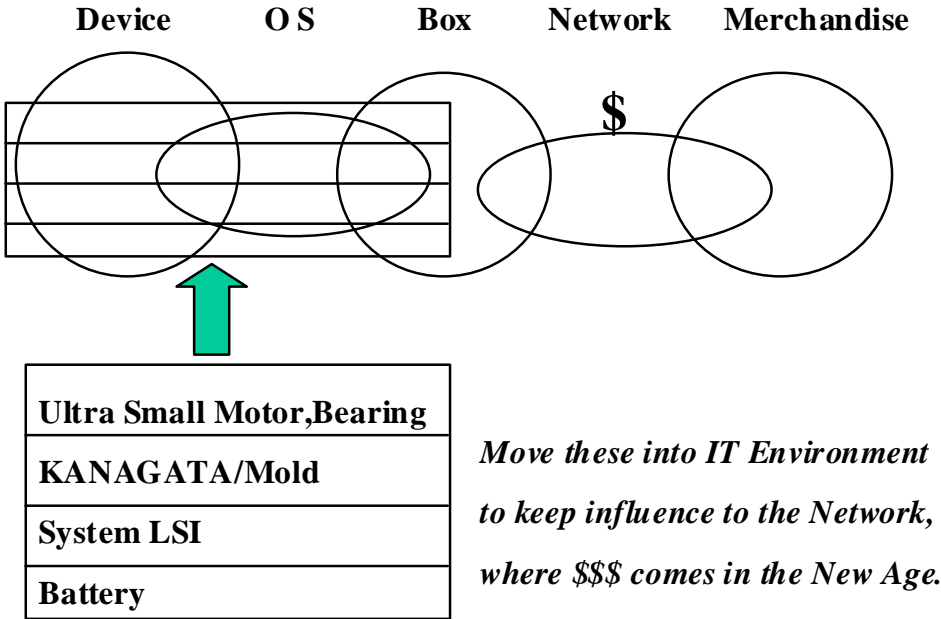 Device OS Box Network Merchandise
$
Ultra Small Motor,Bearing
KANAGATA/Mold
System LSI
Battery
Move these into IT Environment
to keep influence to the Network,
where $$$ comes in the New Age.